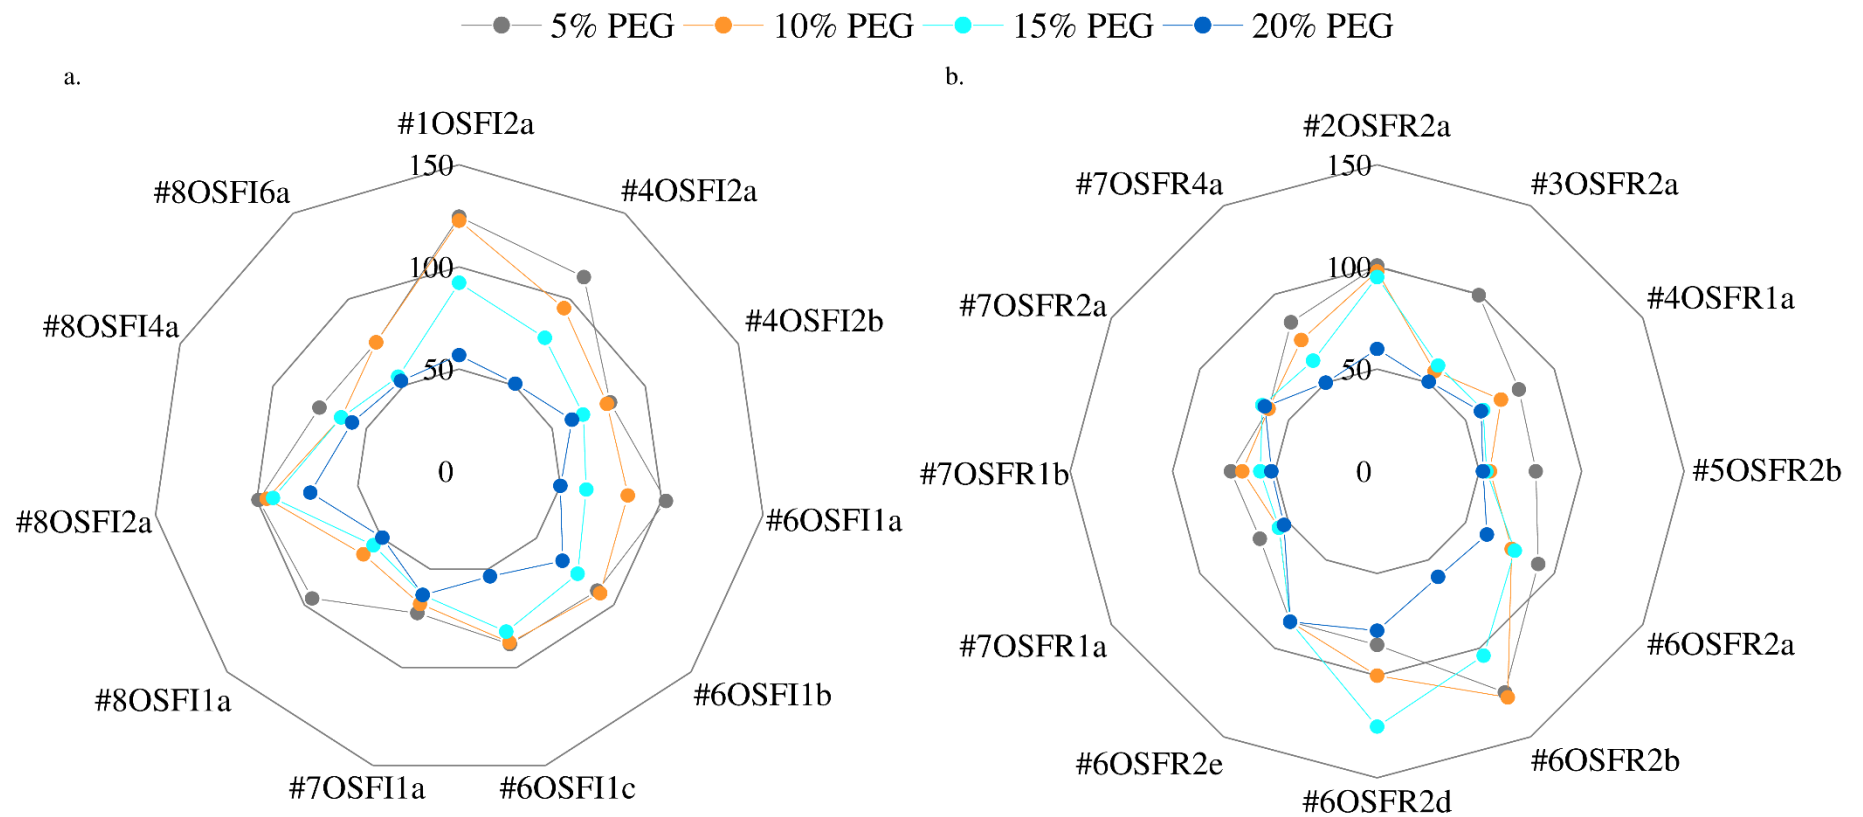 5% PEG 10% PEG 15% PEG 20% PEG
a.
#1OSFI2a
150
100
50
0
#4OSFI2a
#4OSFI2b
#6OSFI1a
#6OSFI1b
#6OSFI1c
#7OSFI1a
#8OSFI1a
#8OSFI2a
#8OSFI4a
#8OSFI6a
b.
#2OSFR2a
150
100
50
0
#3OSFR2a
#4OSFR1a
#5OSFR2b
#6OSFR2a
#6OSFR2b
#6OSFR2d
#6OSFR2e
#7OSFR1a
#7OSFR1b
#7OSFR2a
#7OSFR4a